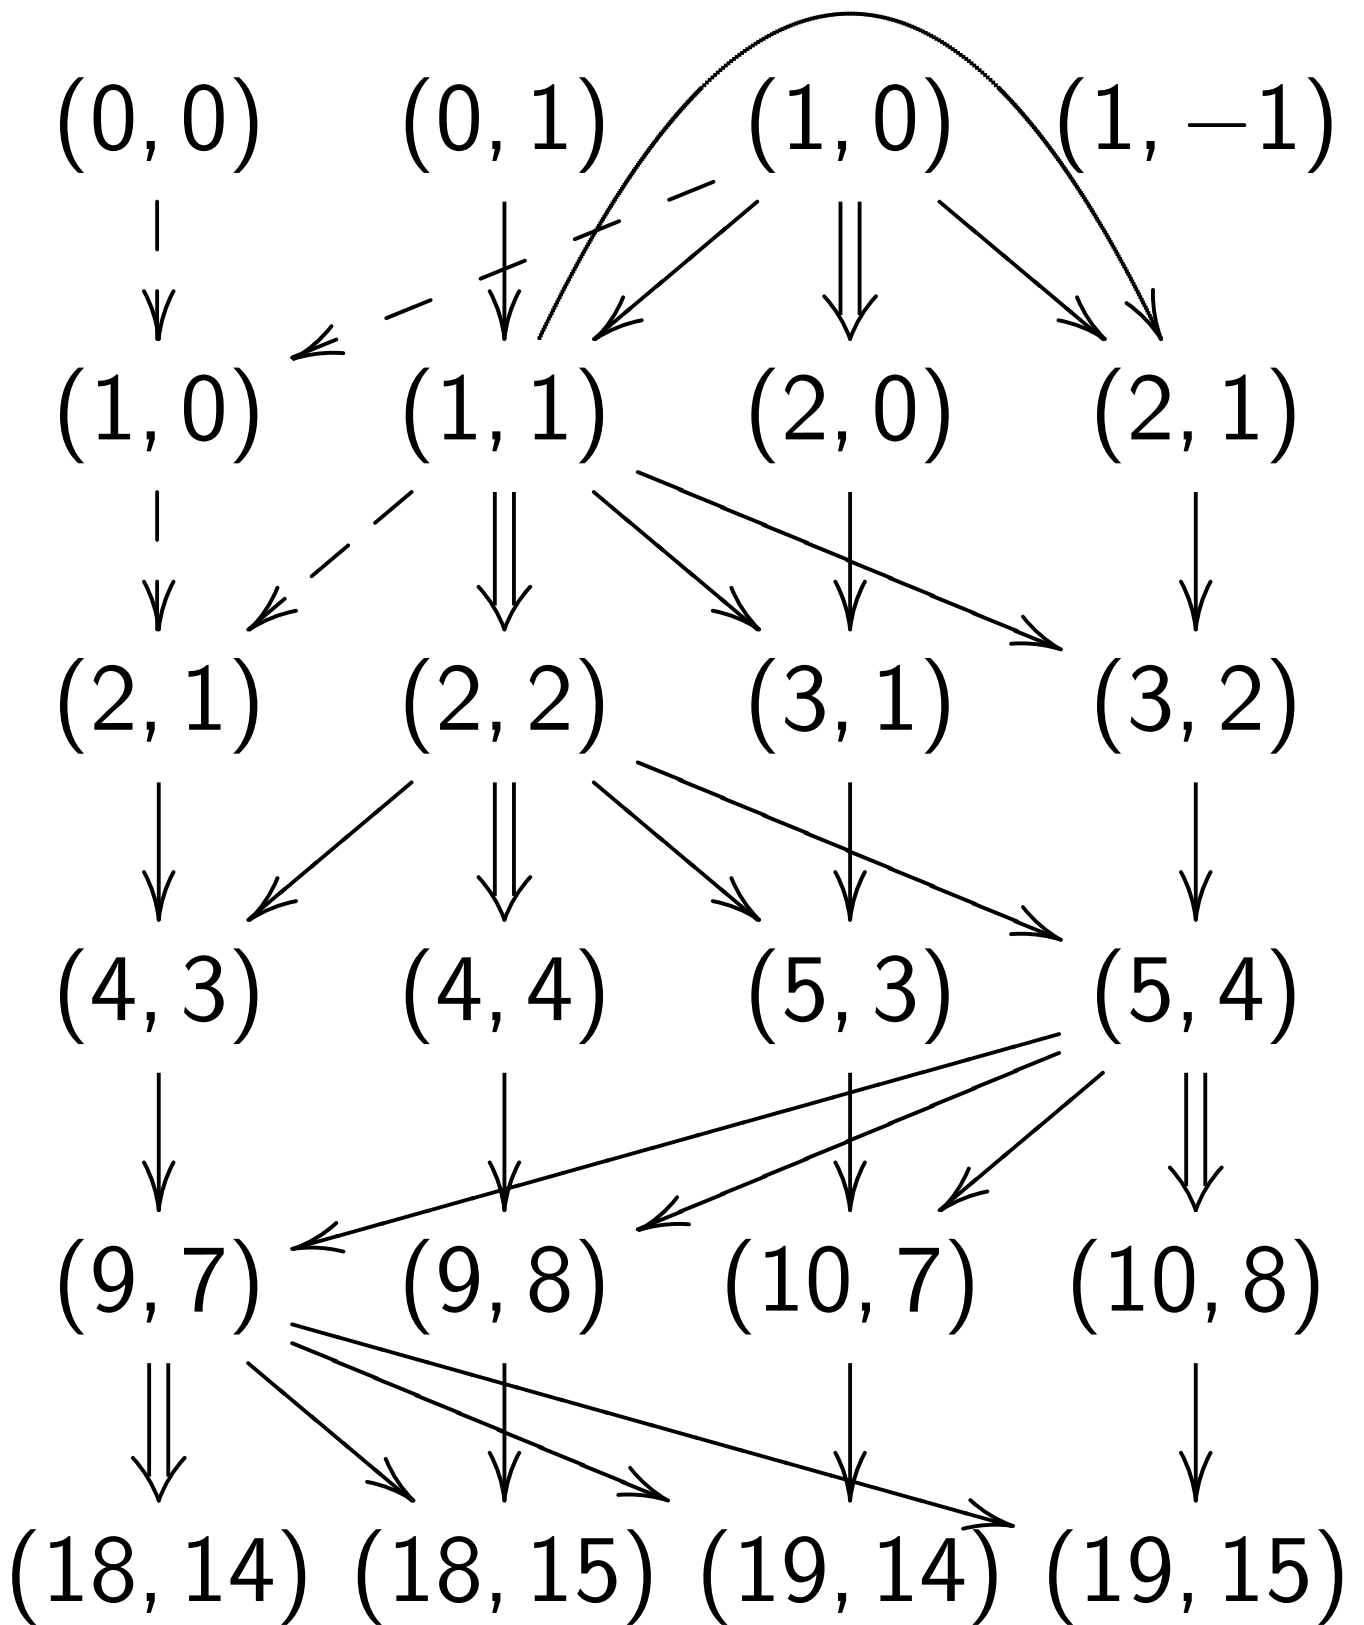 (0, 0) (0, 1) (1, 0) (1, −1)
(1, 0) (1, 1) (2, 0) (2, 1)
(2, 1) (2, 2) (3, 1) (3, 2)
(4, 3) (4, 4) (5, 3) (5, 4)
(9, 7) (9, 8) (10, 7) (10, 8)
(18, 14) (18, 15) (19, 14) (19, 15)